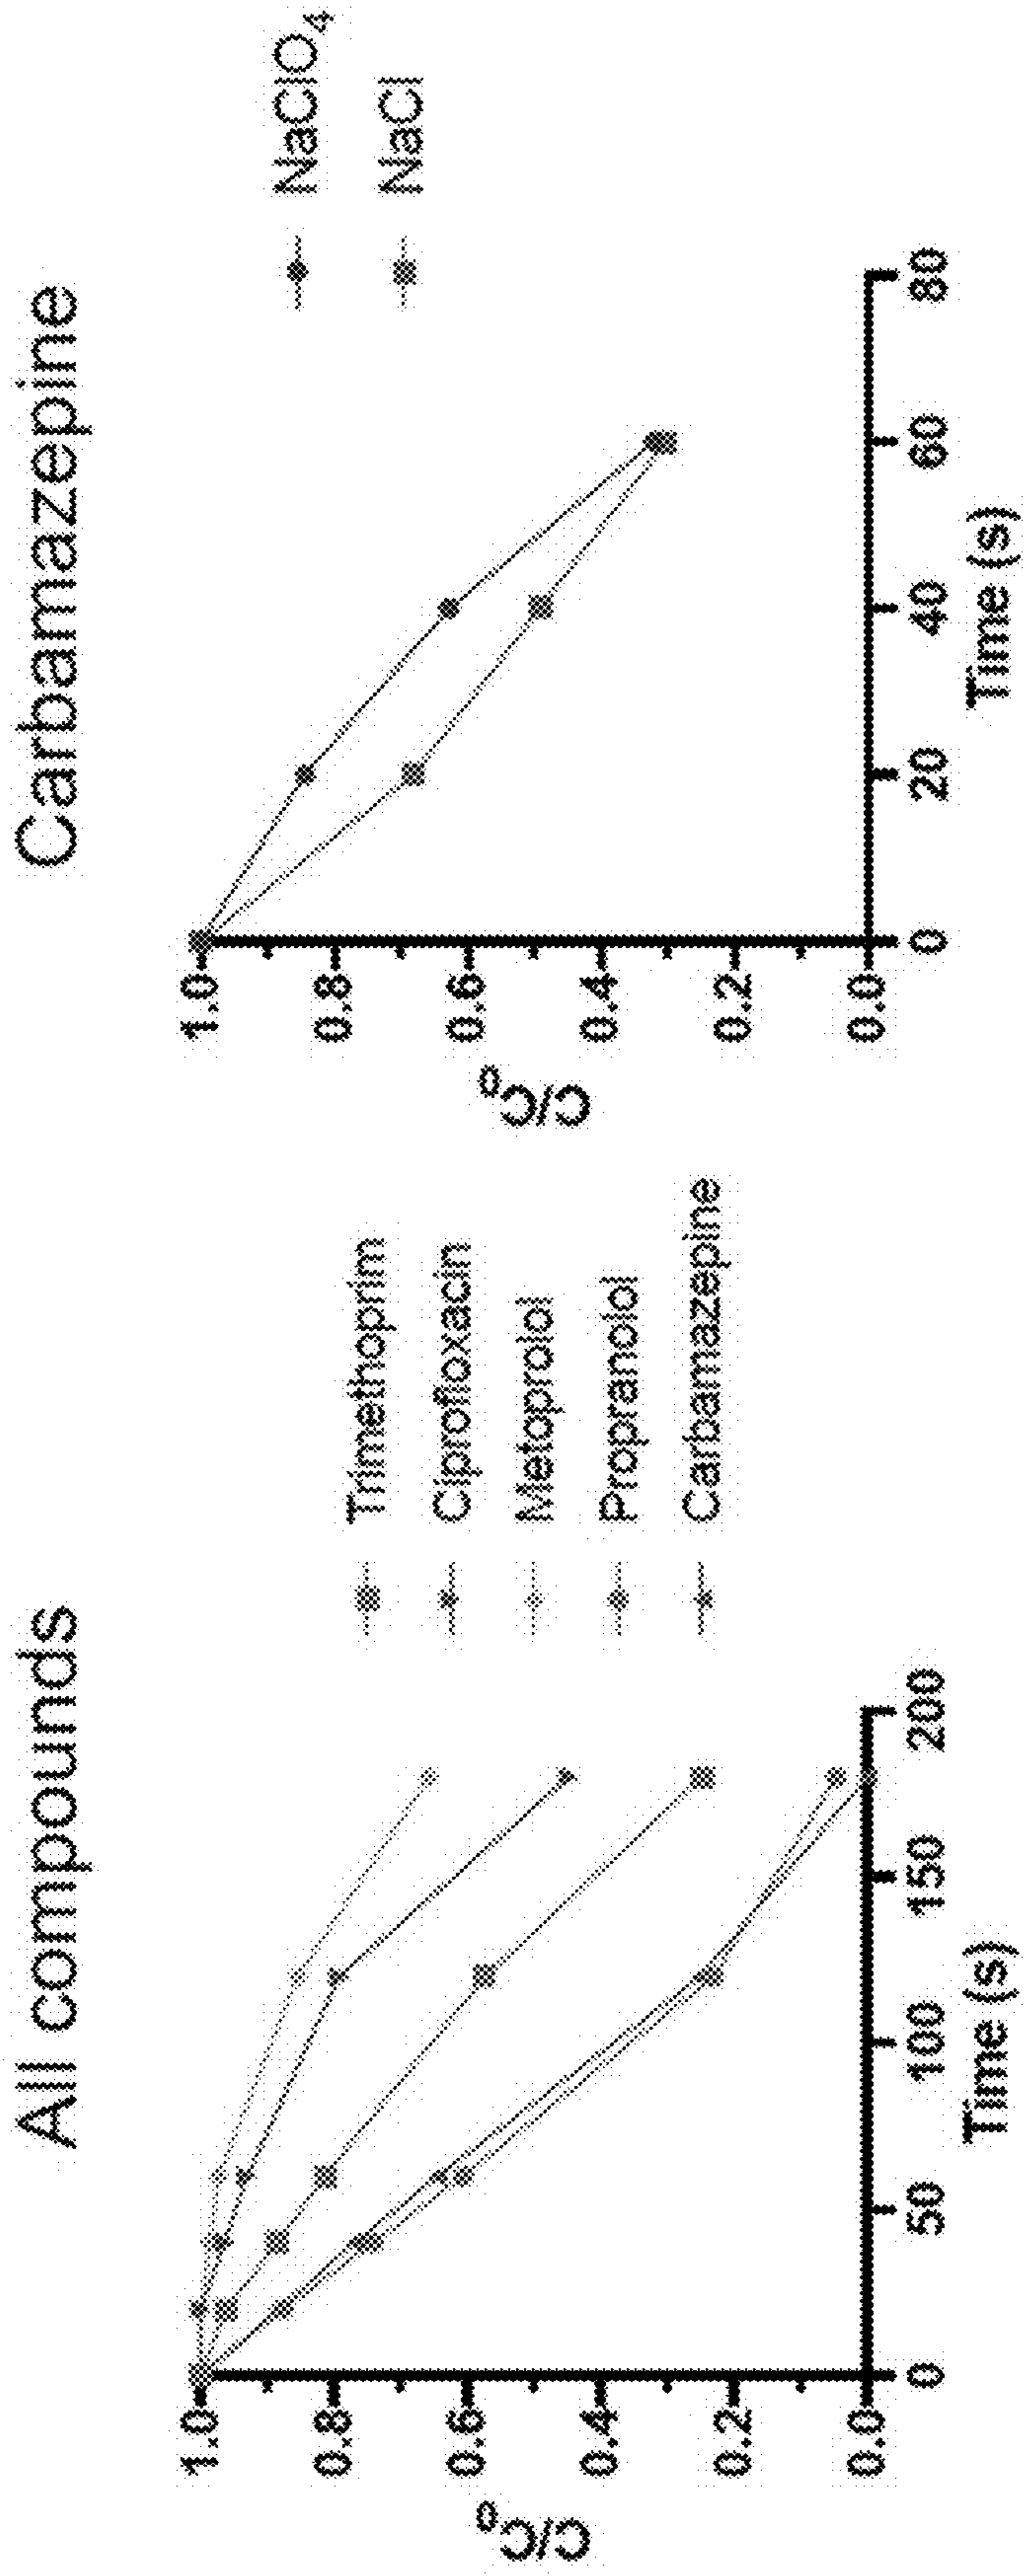 All compounds
C/C₀
1.0
0.8
0.6
0.4
0.2
0.0
0
50
100
150
200
Time (s)
Trimethoprim
Ciprofloxacin
Metoprolol
Propranolol
Carbamazepine
Carbamazepine
C/C₀
1.0
0.8
0.6
0.4
0.2
0.0
0
20
40
60
80
Time (s)
NaClO₄
NaCl